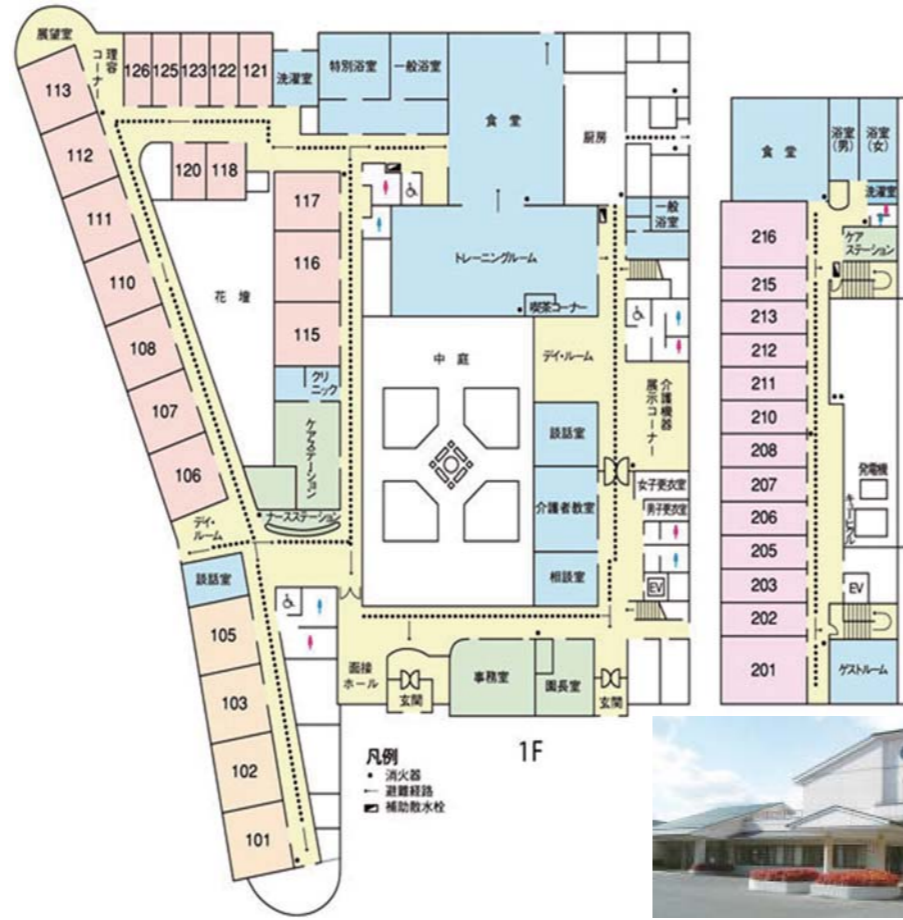 展望室
理容
コーナー
126
125
123
122
121
洗濯室
特別浴室
一般浴室
食堂
厨房
113
112
111
110
108
107
106
120
118
117
116
115
花壇
クリ
ニック
ケアステーション
ナースステーション
デイ・
ルーム
談話室
105
103
102
101
トレーニングルーム
喫茶コーナー
一般
浴室
中庭
デイ・ルーム
介護機器
展示コーナー
談話室
介護者教室
相談室
女子更衣室
男子更衣室
EV
面接
ホール
玄関
事務室
園長室
玄関
凡例
消火器
避難経路
補助散水栓
1F
食堂
浴室
(男)
浴室
(女)
洗濯室
ケア
ステーション
216
215
213
212
211
210
208
207
206
205
203
202
201
発電機
キュービクル
EV
ゲストルーム